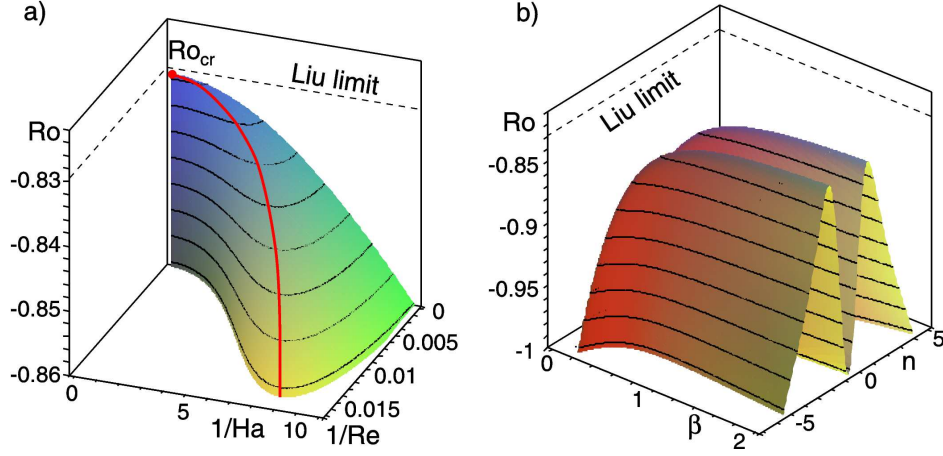 a)
Ro_cr
Liu limit
Ro
-0.83
-0.84
-0.85
-0.86
0
5
10
1/Ha
0
0.005
0.01
0.015
1/Re
b)
Liu limit
Ro
-0.85
-0.9
-0.95
-1
0
1
2
β
-5
0
5
n